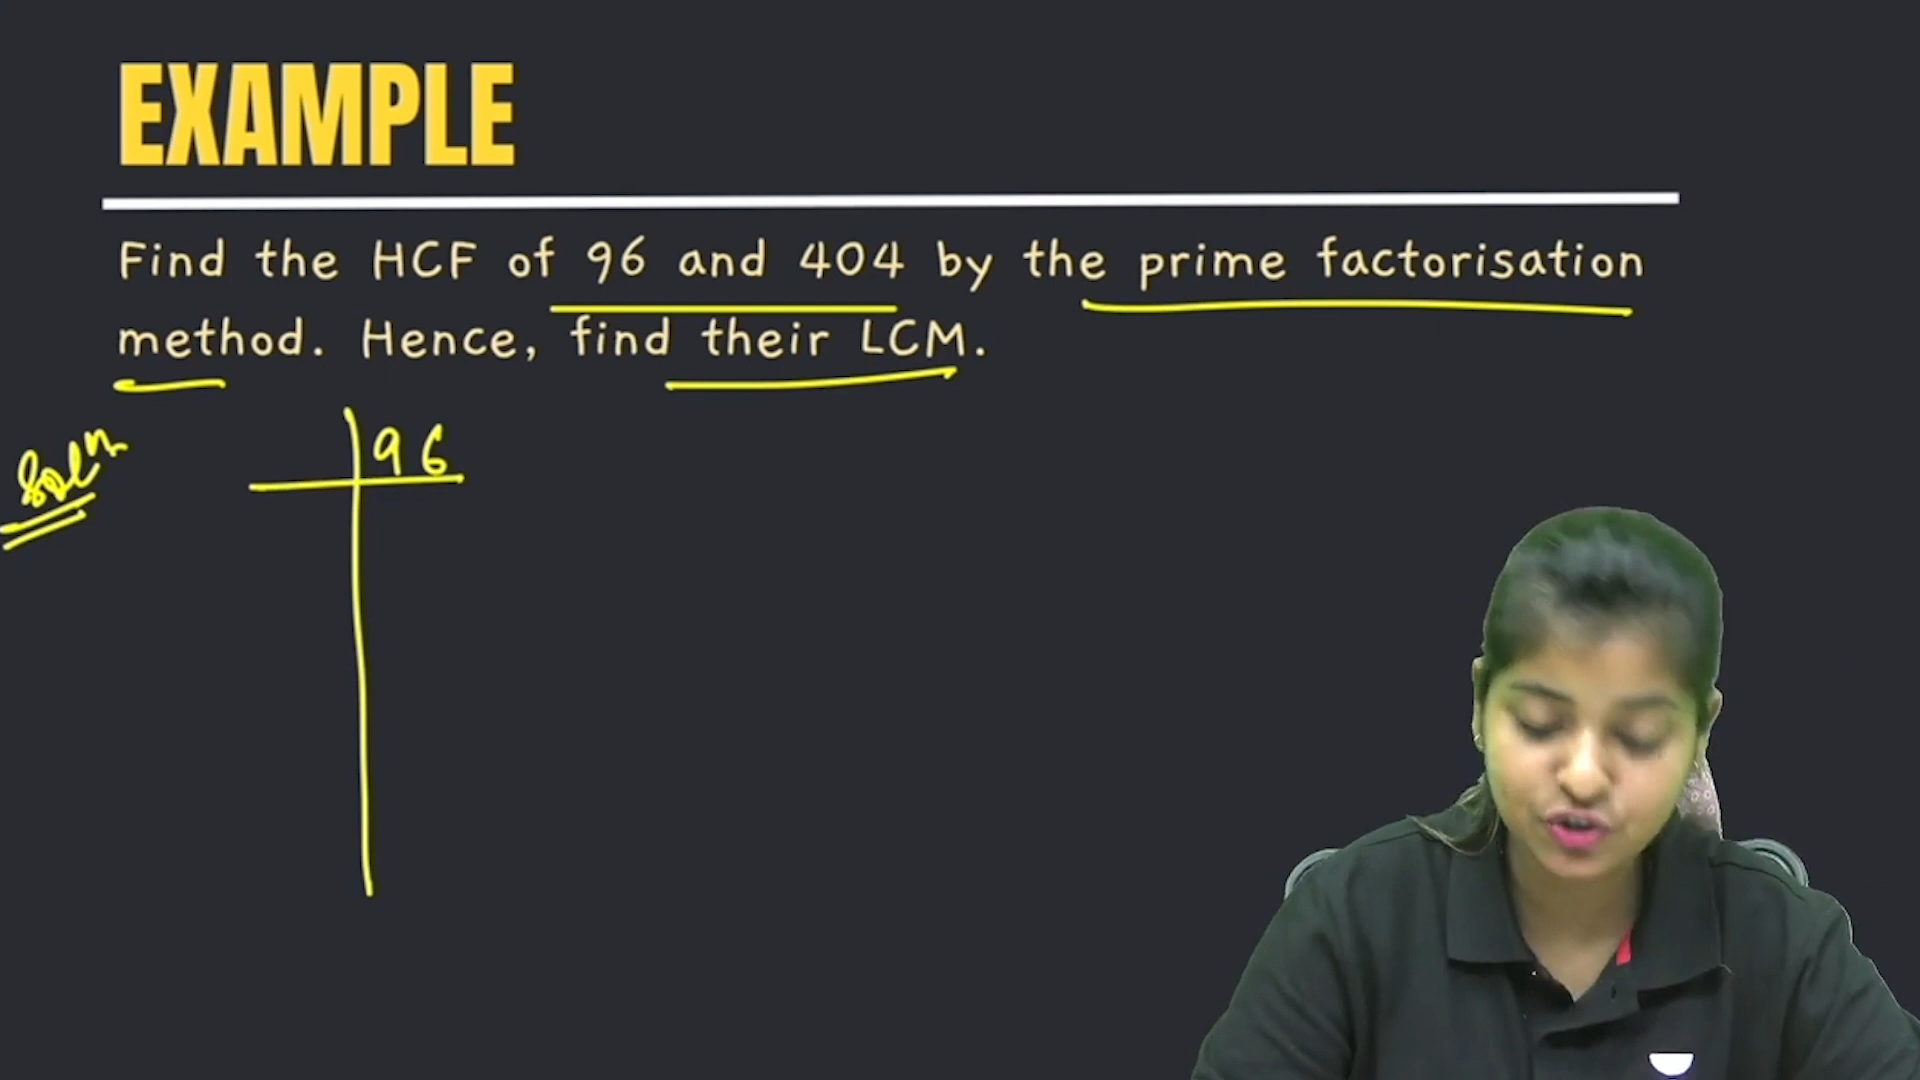 EXAMPLE
Find the HCF of 96 and 404 by the prime factorisation
method. Hence, find their LCM.
Solⁿ
96